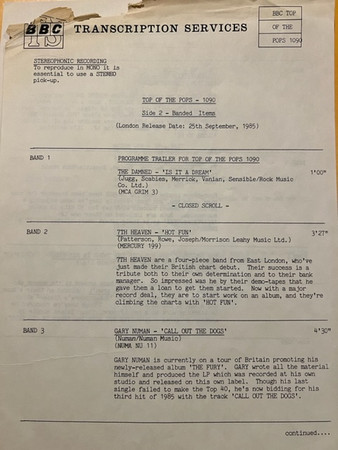 BBC TRANSCRIPTION SERVICES
BBC TOP
OF THE
POPS 1090
STEREOPHONIC RECORDING
To reproduce in MONO it is
essential to use a STEREO
pick-up.
TOP OF THE POPS - 1090
Side 2 - Banded Items
(London Release Date: 25th September, 1985)
BAND 1 PROGRAMME TRAILER FOR TOP OF THE POPS 1090
THE DAMNED - 'IS IT A DREAM' 1'00"
(Jugg, Scabies, Merrick, Vanian, Sensible/Rock Music
Co. Ltd.)
(MCA GRIM 3)
- CLOSED SCROLL -
BAND 2 7TH HEAVEN - 'HOT FUN' 3'27"
(Patterson, Rowe, Joseph/Morrison Leahy Music Ltd.)
(MERCURY 199)
7TH HEAVEN are a four-piece band from East London, who've
just made their British chart debut. Their success is a
tribute both to their own determination and to their bank
manager. So impressed was he by their demo-tapes that he
gave them a loan to get them started. Now with a major
record deal, they are to start work on an album, and they're
climbing the charts with 'HOT FUN'.
BAND 3 GARY NUMAN - 'CALL OUT THE DOGS' 4'30"
(Numan/Numan Music)
(NUMA NU 11)
GARY NUMAN is currently on a tour of Britain promoting his
newly-released album 'THE FURY'. GARY wrote all the material
himself and produced the LP which was recorded at his own
studio and released on this own label. Though his last
single failed to make the Top 40, he's now bidding for his
third hit of 1985 with the track 'CALL OUT THE DOGS'.
continued....